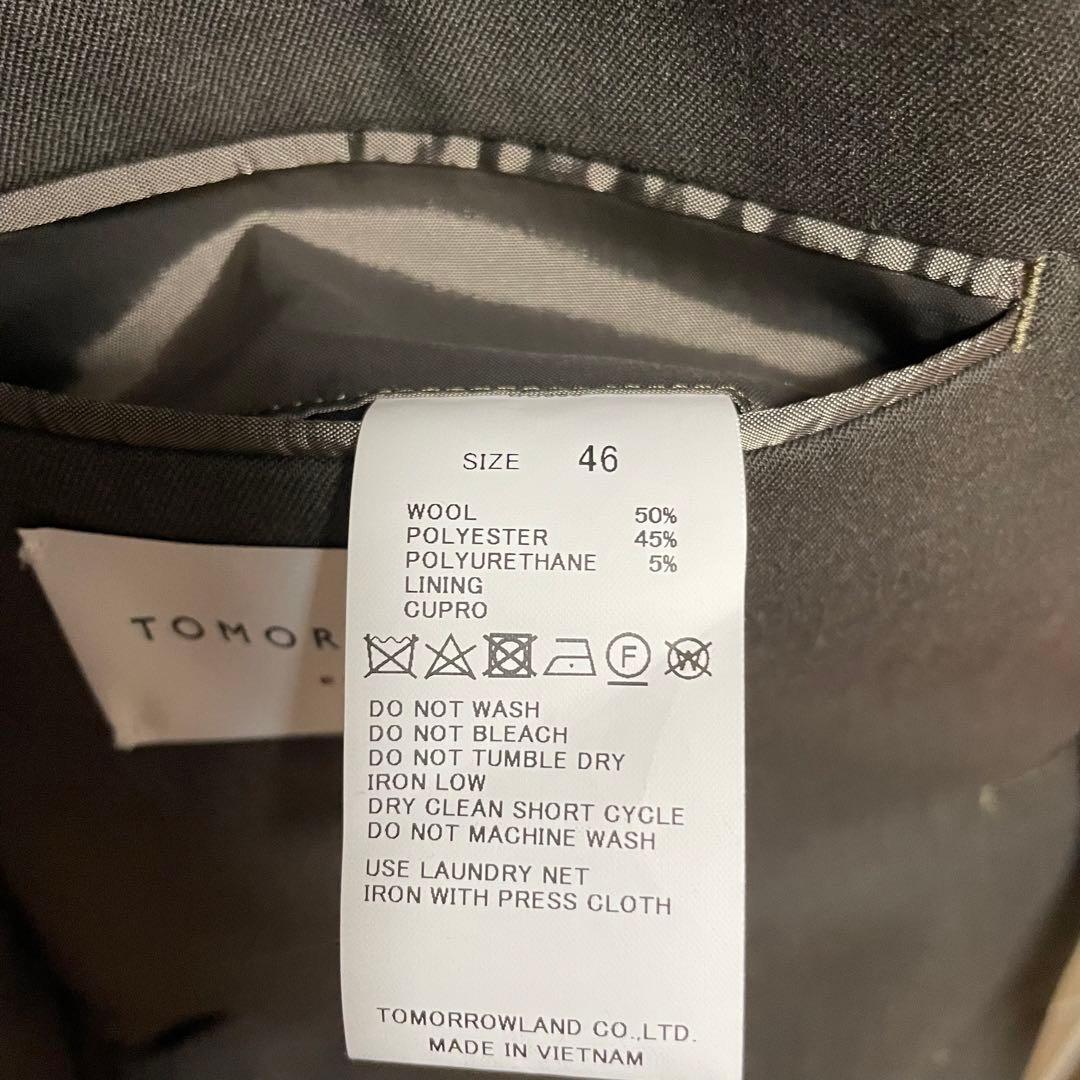 SIZE 46
WOOL 50%
POLYESTER 45%
POLYURETHANE 5%
LINING
CUPRO
F W
DO NOT WASH
DO NOT BLEACH
DO NOT TUMBLE DRY
IRON LOW
DRY CLEAN SHORT CYCLE
DO NOT MACHINE WASH
USE LAUNDRY NET
IRON WITH PRESS CLOTH
TOMORROWLAND CO.,LTD.
MADE IN VIETNAM
TOMOR